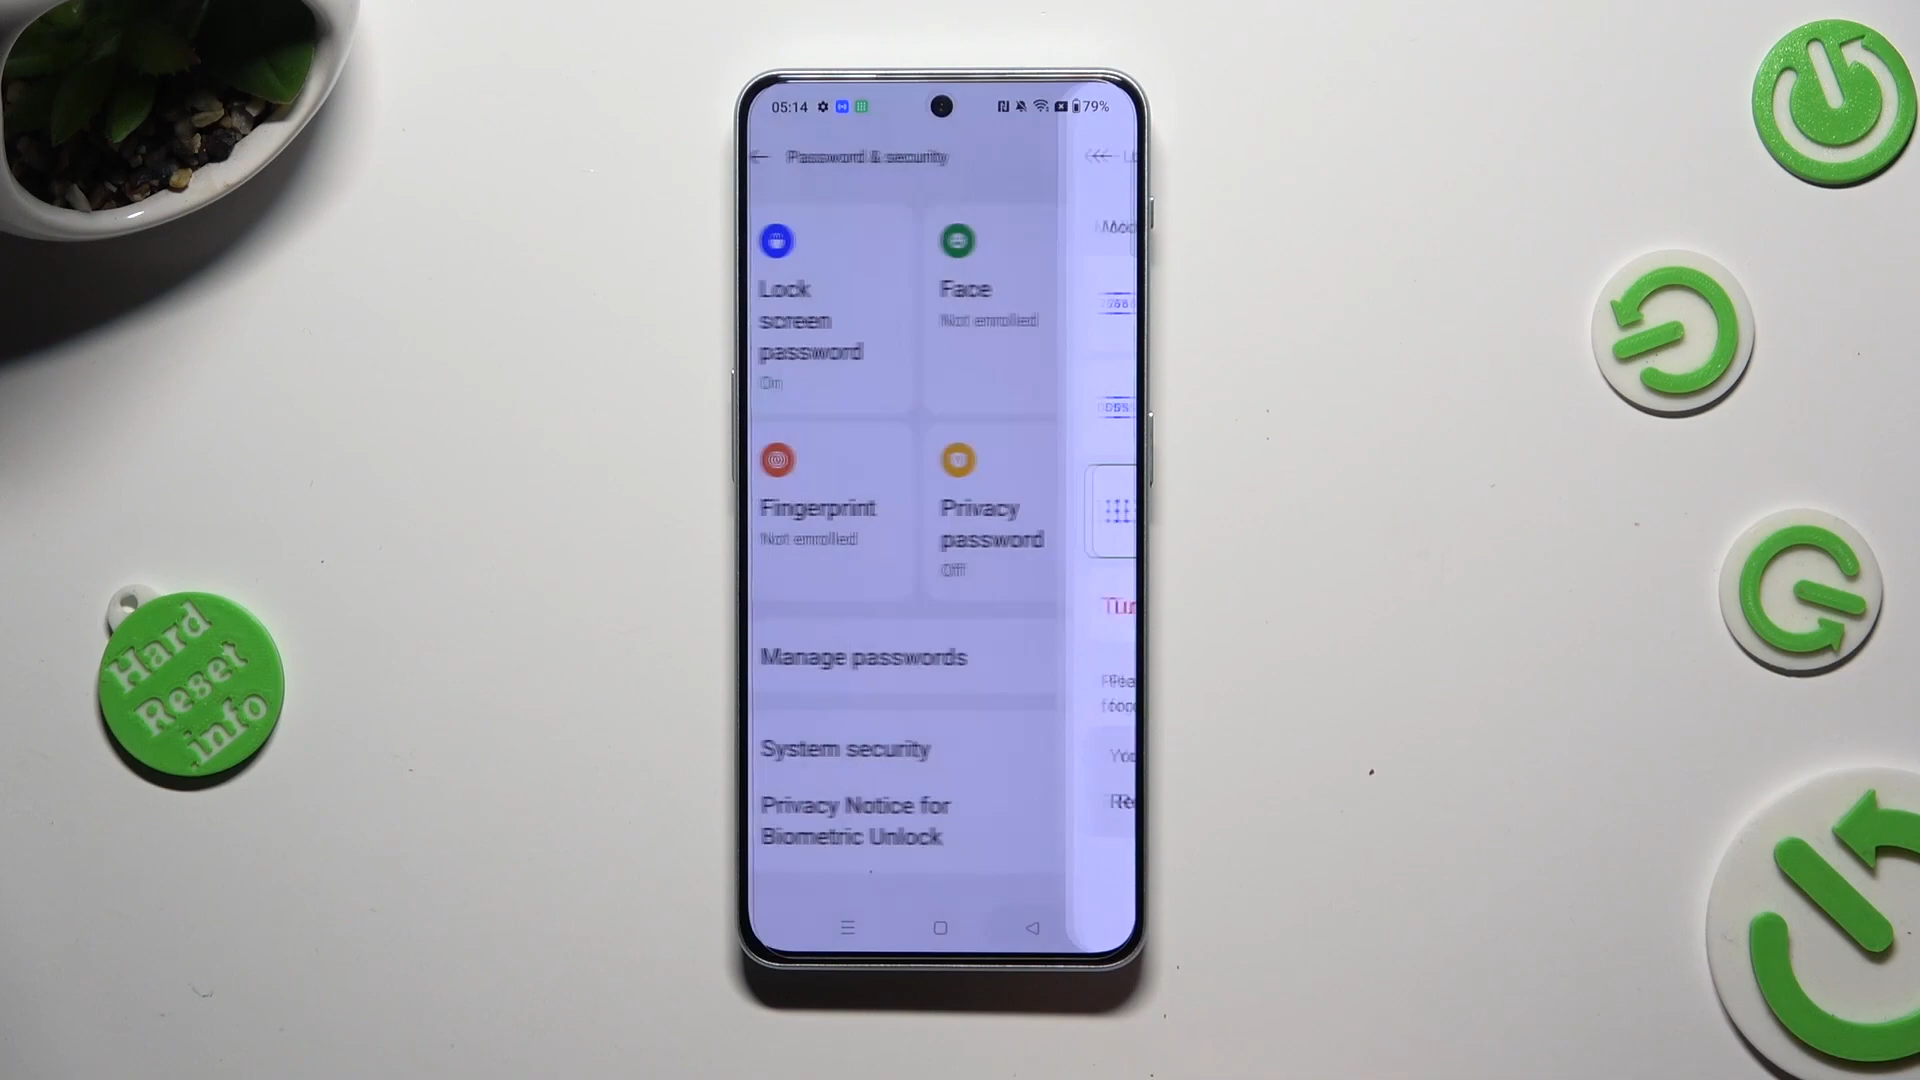 05:14
79%
Password & security
Lock
screen
password
On
Face
Not enrolled
Fingerprint
Not enrolled
Privacy
password
Off
Manage passwords
System security
Privacy Notice for
Biometric Unlock
Hard
Reset
.info